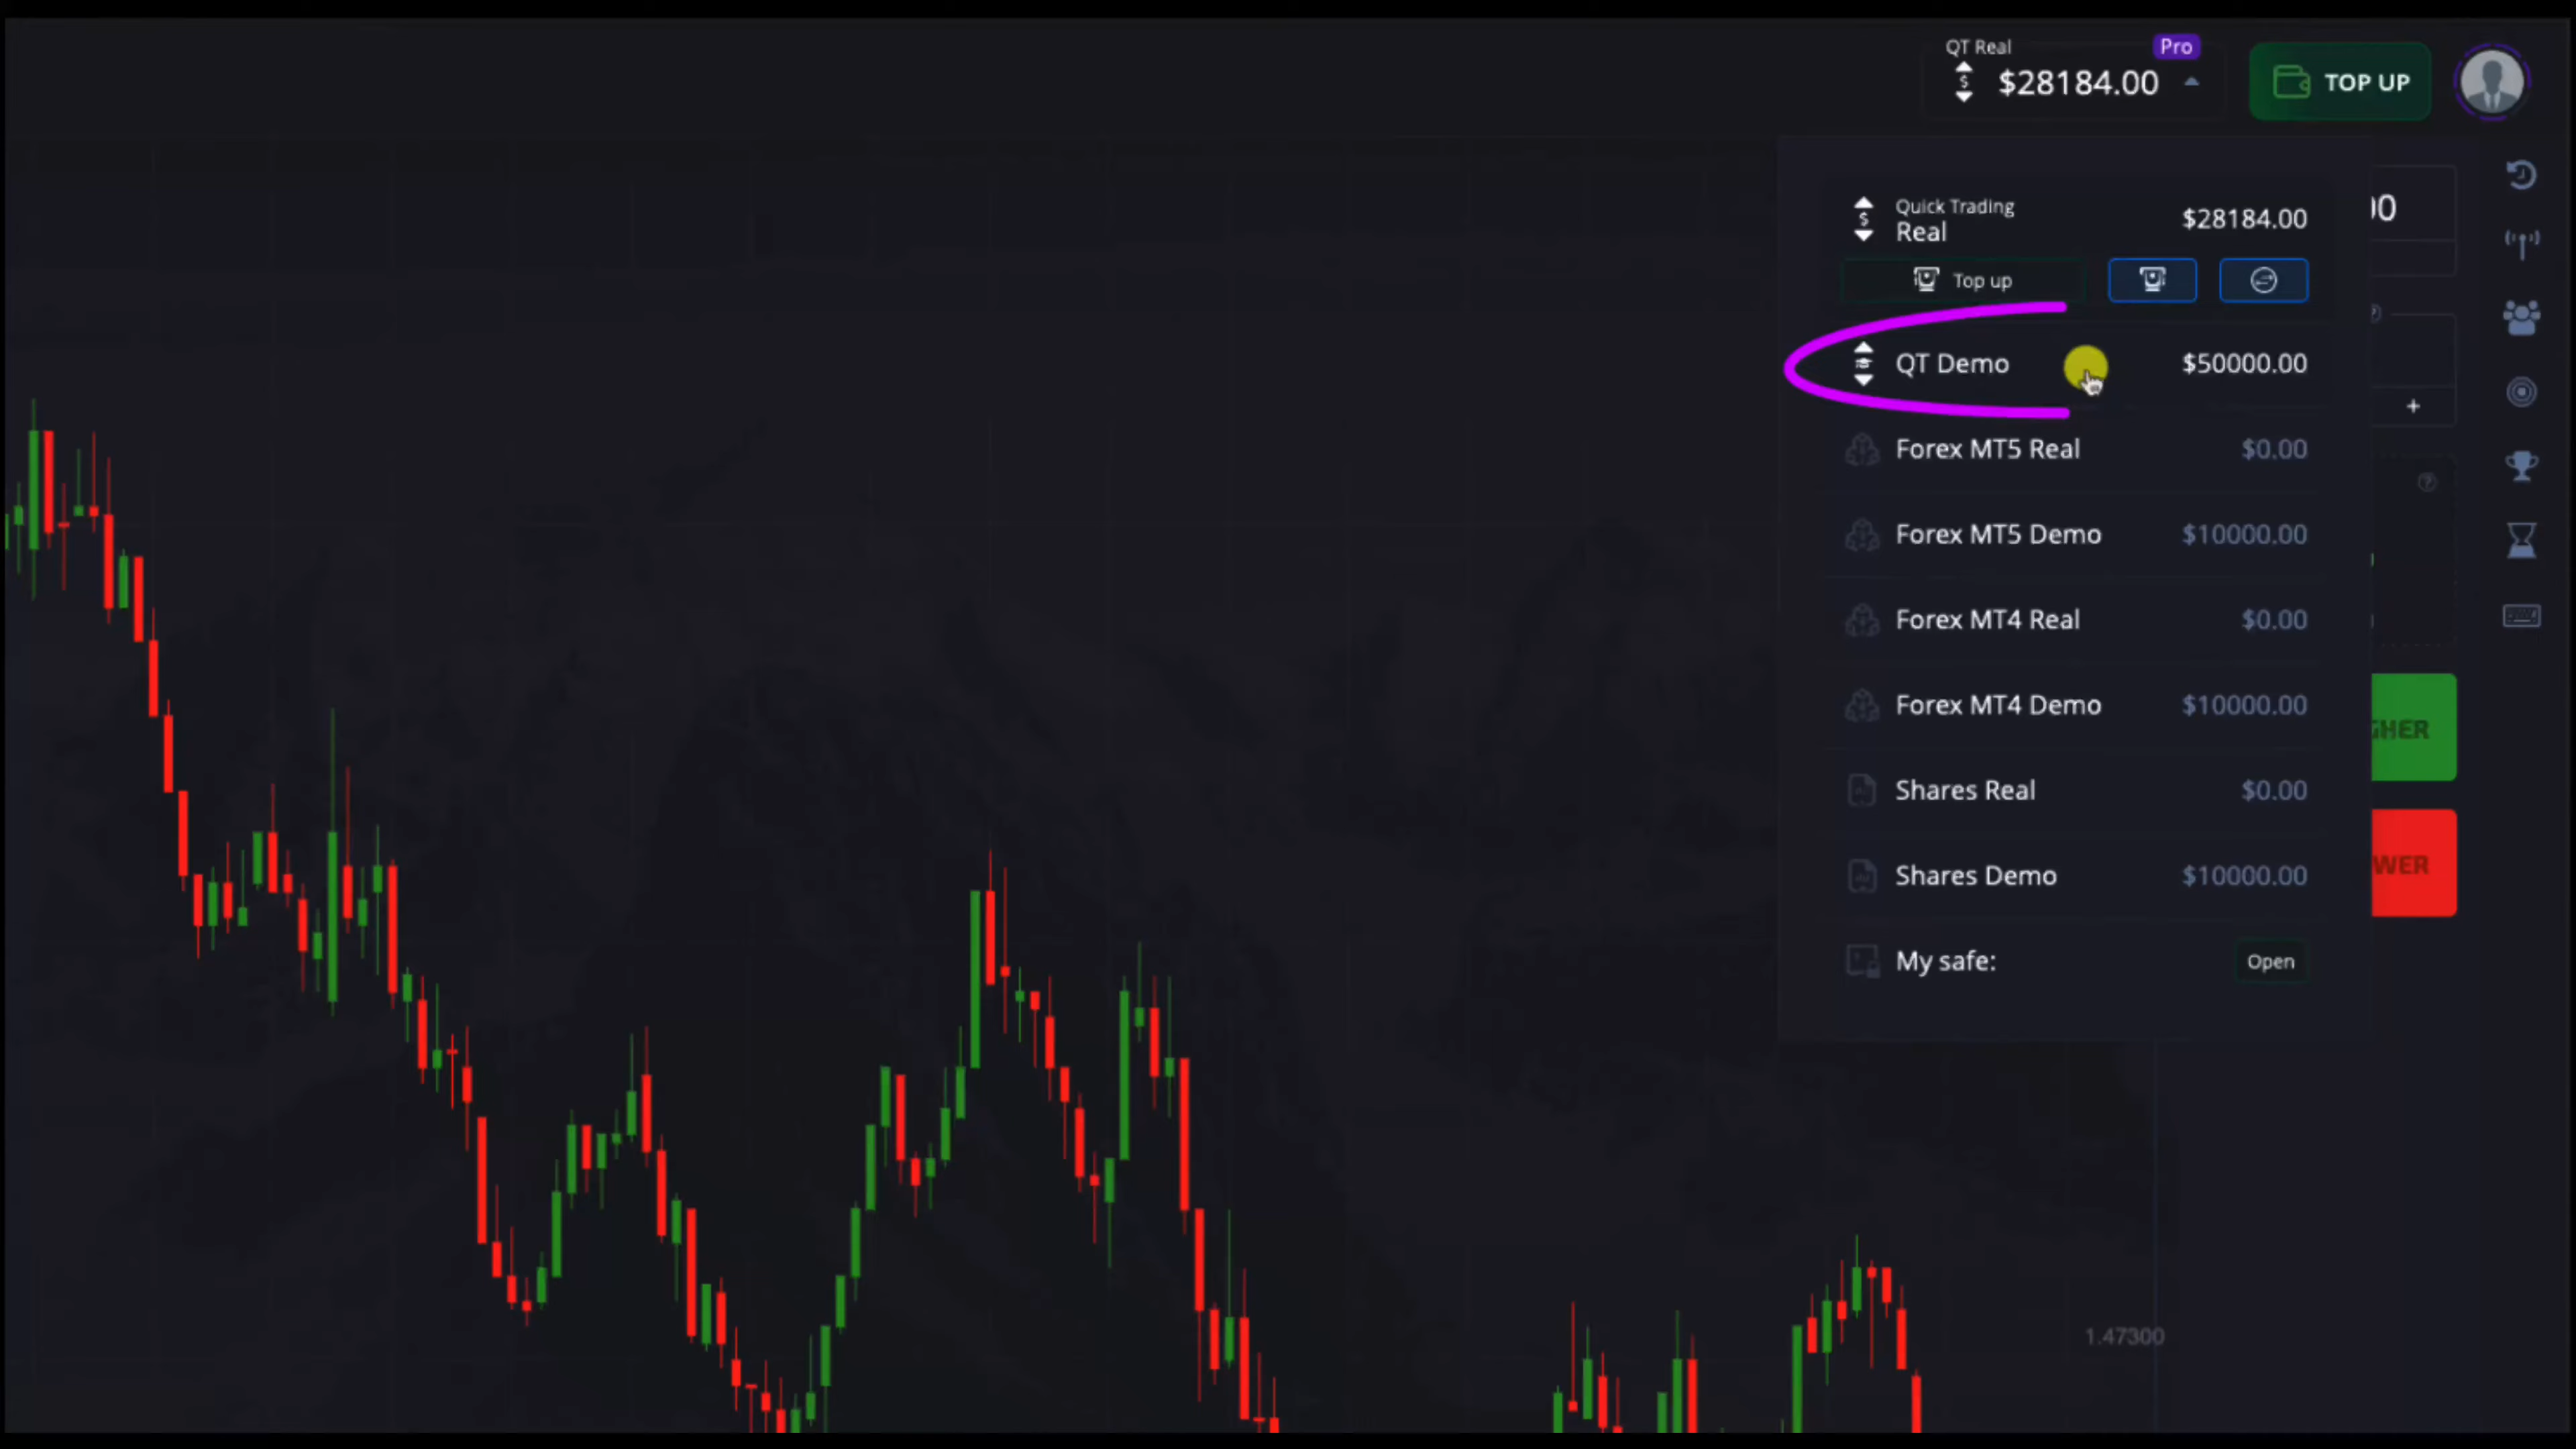 QT Real
Pro
$28184.00
TOP UP
Quick Trading
Real
$28184.00
Top up
QT Demo
$50000.00
+
Forex MT5 Real
$0.00
Forex MT5 Demo
$10000.00
Forex MT4 Real
$0.00
Forex MT4 Demo
$10000.00
GHER
Shares Real
$0.00
WER
Shares Demo
$10000.00
My safe:
Open
1.47300